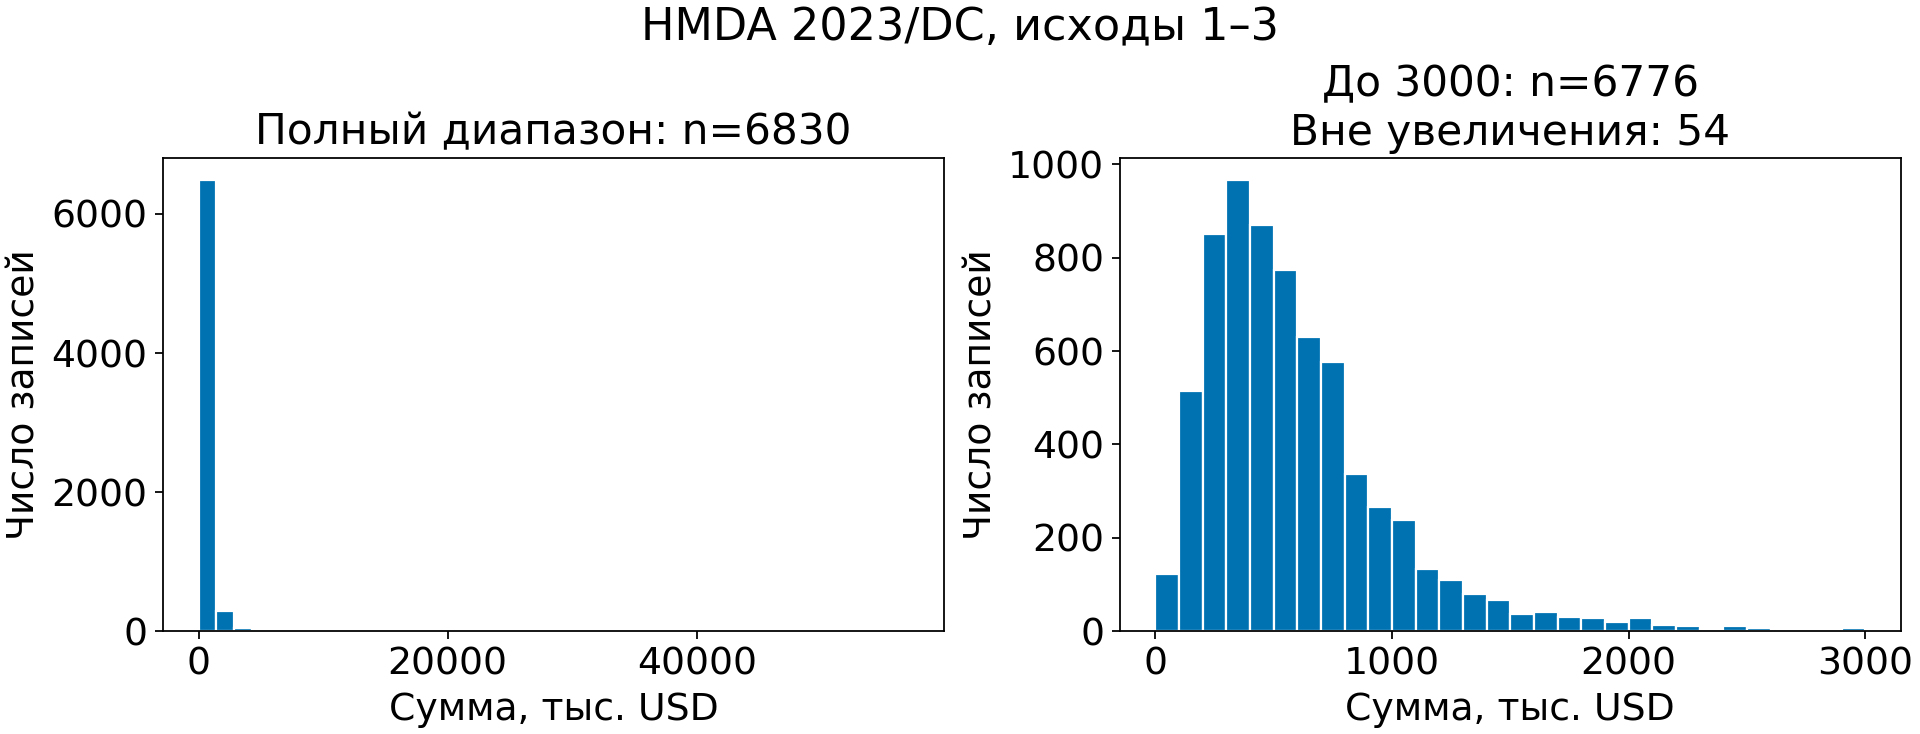 HMDA 2023/DC, исходы 1–3
Полный диапазон: n=6830
Число записей
6000
4000
2000
0
0
20000
40000
Сумма, тыс. USD
До 3000: n=6776
Вне увеличения: 54
Число записей
1000
800
600
400
200
0
0
1000
2000
3000
Сумма, тыс. USD